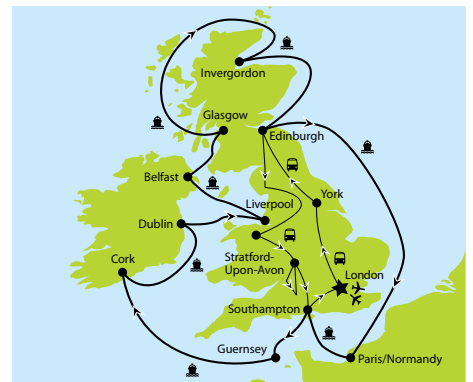 Invergordon
Glasgow
Edinburgh
Belfast
Liverpool
York
Dublin
Stratford-
Upon-Avon
London
Cork
Southampton
Guernsey
Paris/Normandy